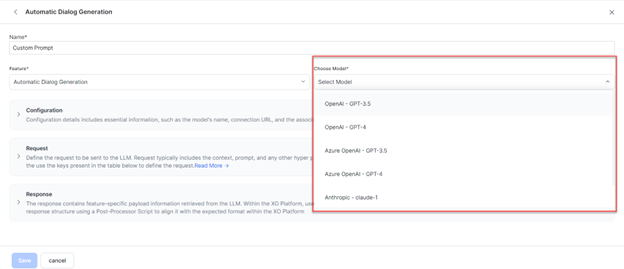 Automatic Dialog Generation
Name*
Custom Prompt
Feature*
Choose Model*
Automatic Dialog Generation
Select Model
OpenAI - GPT-3.5
OpenAI - GPT-4
Azure OpenAI - GPT-3.5
Azure OpenAI - GPT-4
Anthropic - claude-1
Configuration
Configuration details includes essential information, such as the model's name, connection URL, and the associ
Request
Define the request to be sent to the LLM. Request typically includes the context, prompt, and any other hyper p
the use the keys present in the table below to define the request.Read More →
Response
The response contains feature-specific payload information retrieved from the LLM. Within the XO Platform, use
response structure using a Post-Processor Script to align it with the expected format within the XO Platform
Save
cancel